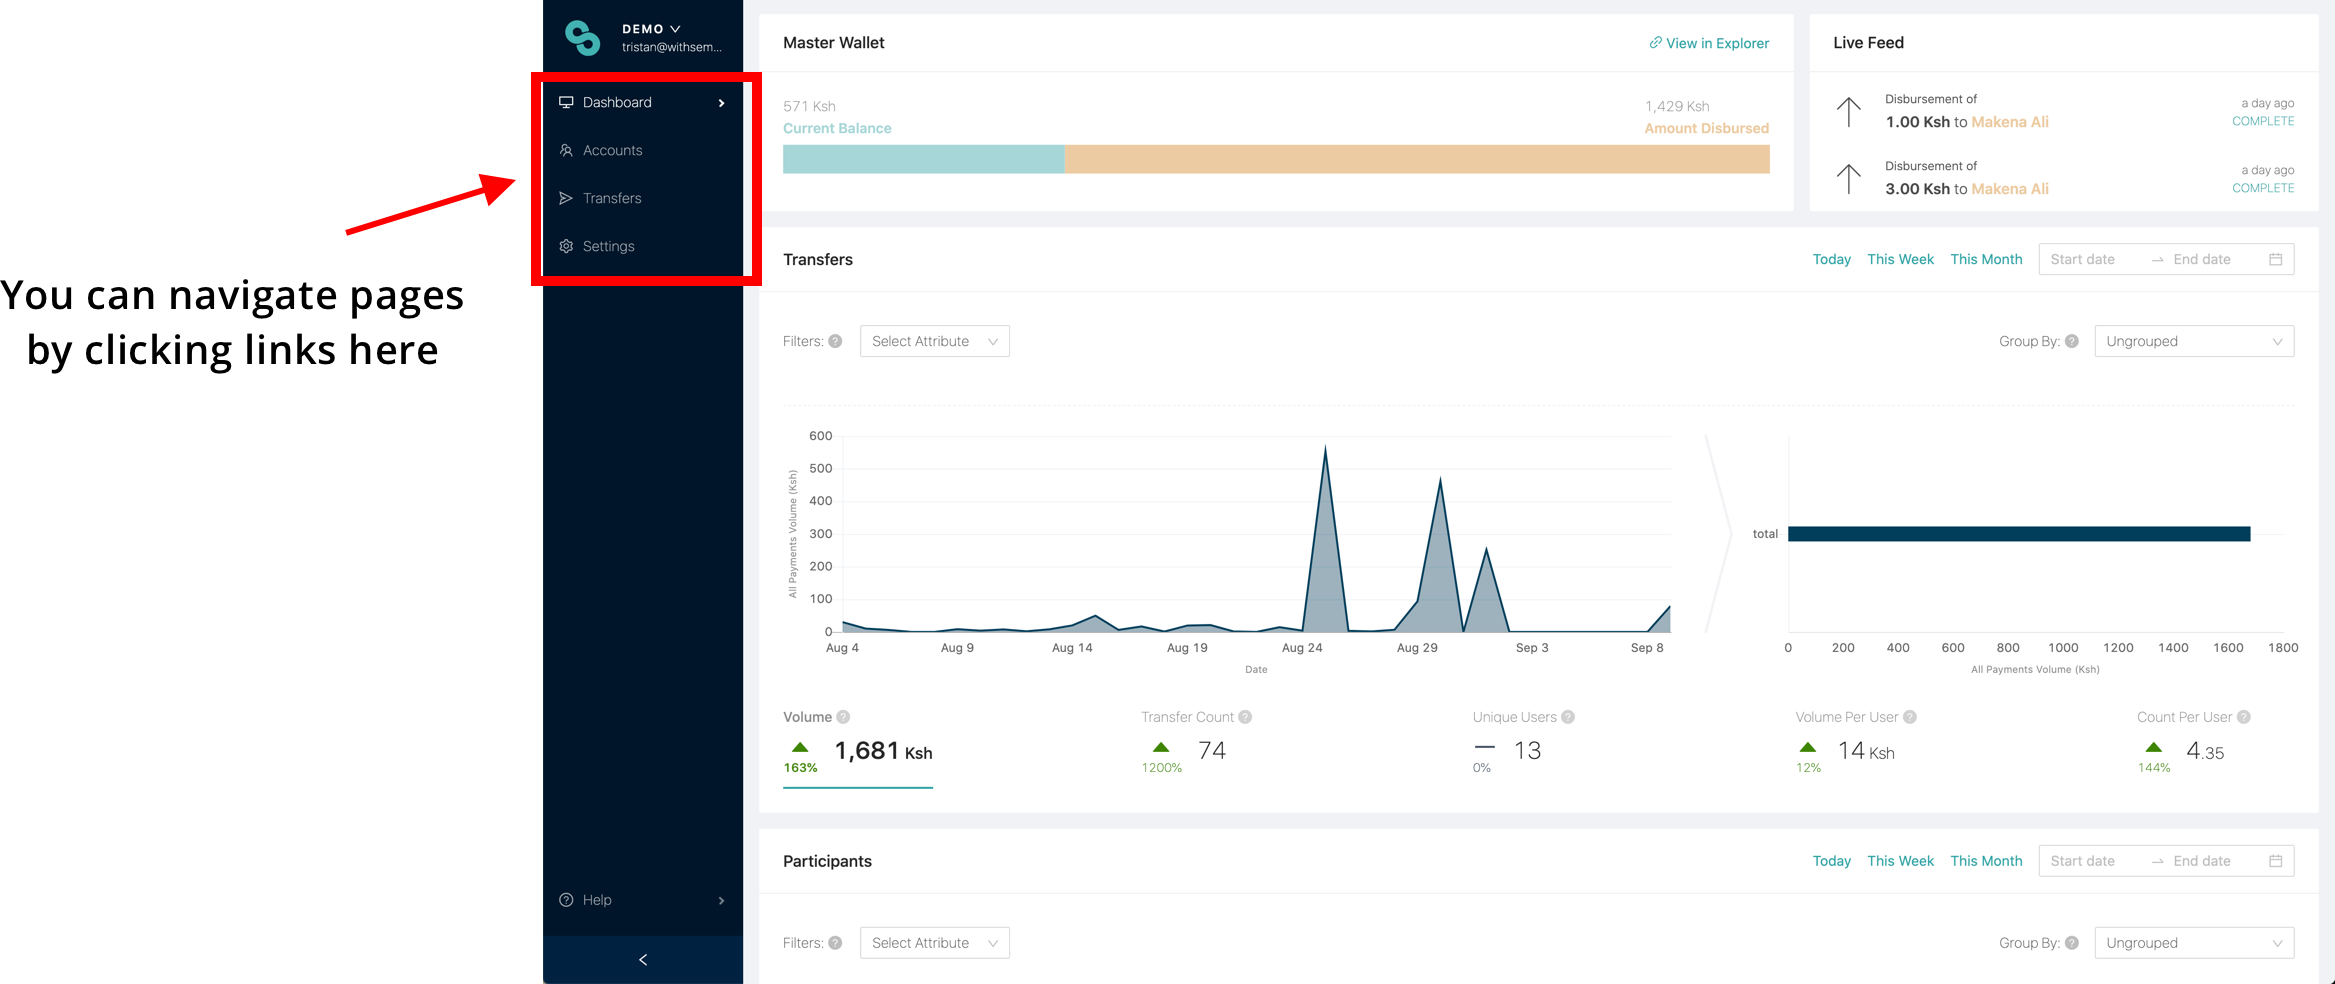 You can navigate pages
by clicking links here
DEMO
tristan@withsem...
Dashboard
Accounts
Transfers
Settings
Help
Master Wallet
View in Explorer
571 Ksh
Current Balance
1,429 Ksh
Amount Disbursed
Live Feed
Disbursement of
1.00 Ksh to Makena Ali
a day ago
COMPLETE
Disbursement of
3.00 Ksh to Makena Ali
a day ago
COMPLETE
Transfers
Today This Week This Month Start date End date
Filters: ? Select Attribute
Group By: ? Ungrouped
All Payments Volume (Ksh)
600
500
400
300
200
100
0
Aug 4 Aug 9 Aug 14 Aug 19 Aug 24 Aug 29 Sep 3 Sep 8
Date
total
0 200 400 600 800 1000 1200 1400 1600 1800
All Payments Volume (Ksh)
Volume ?
163%
1,681 Ksh
Transfer Count ?
1200%
74
Unique Users ?
0%
13
Volume Per User ?
12%
14 Ksh
Count Per User ?
144%
4.35
Participants
Today This Week This Month Start date End date
Filters: ? Select Attribute
Group By: ? Ungrouped